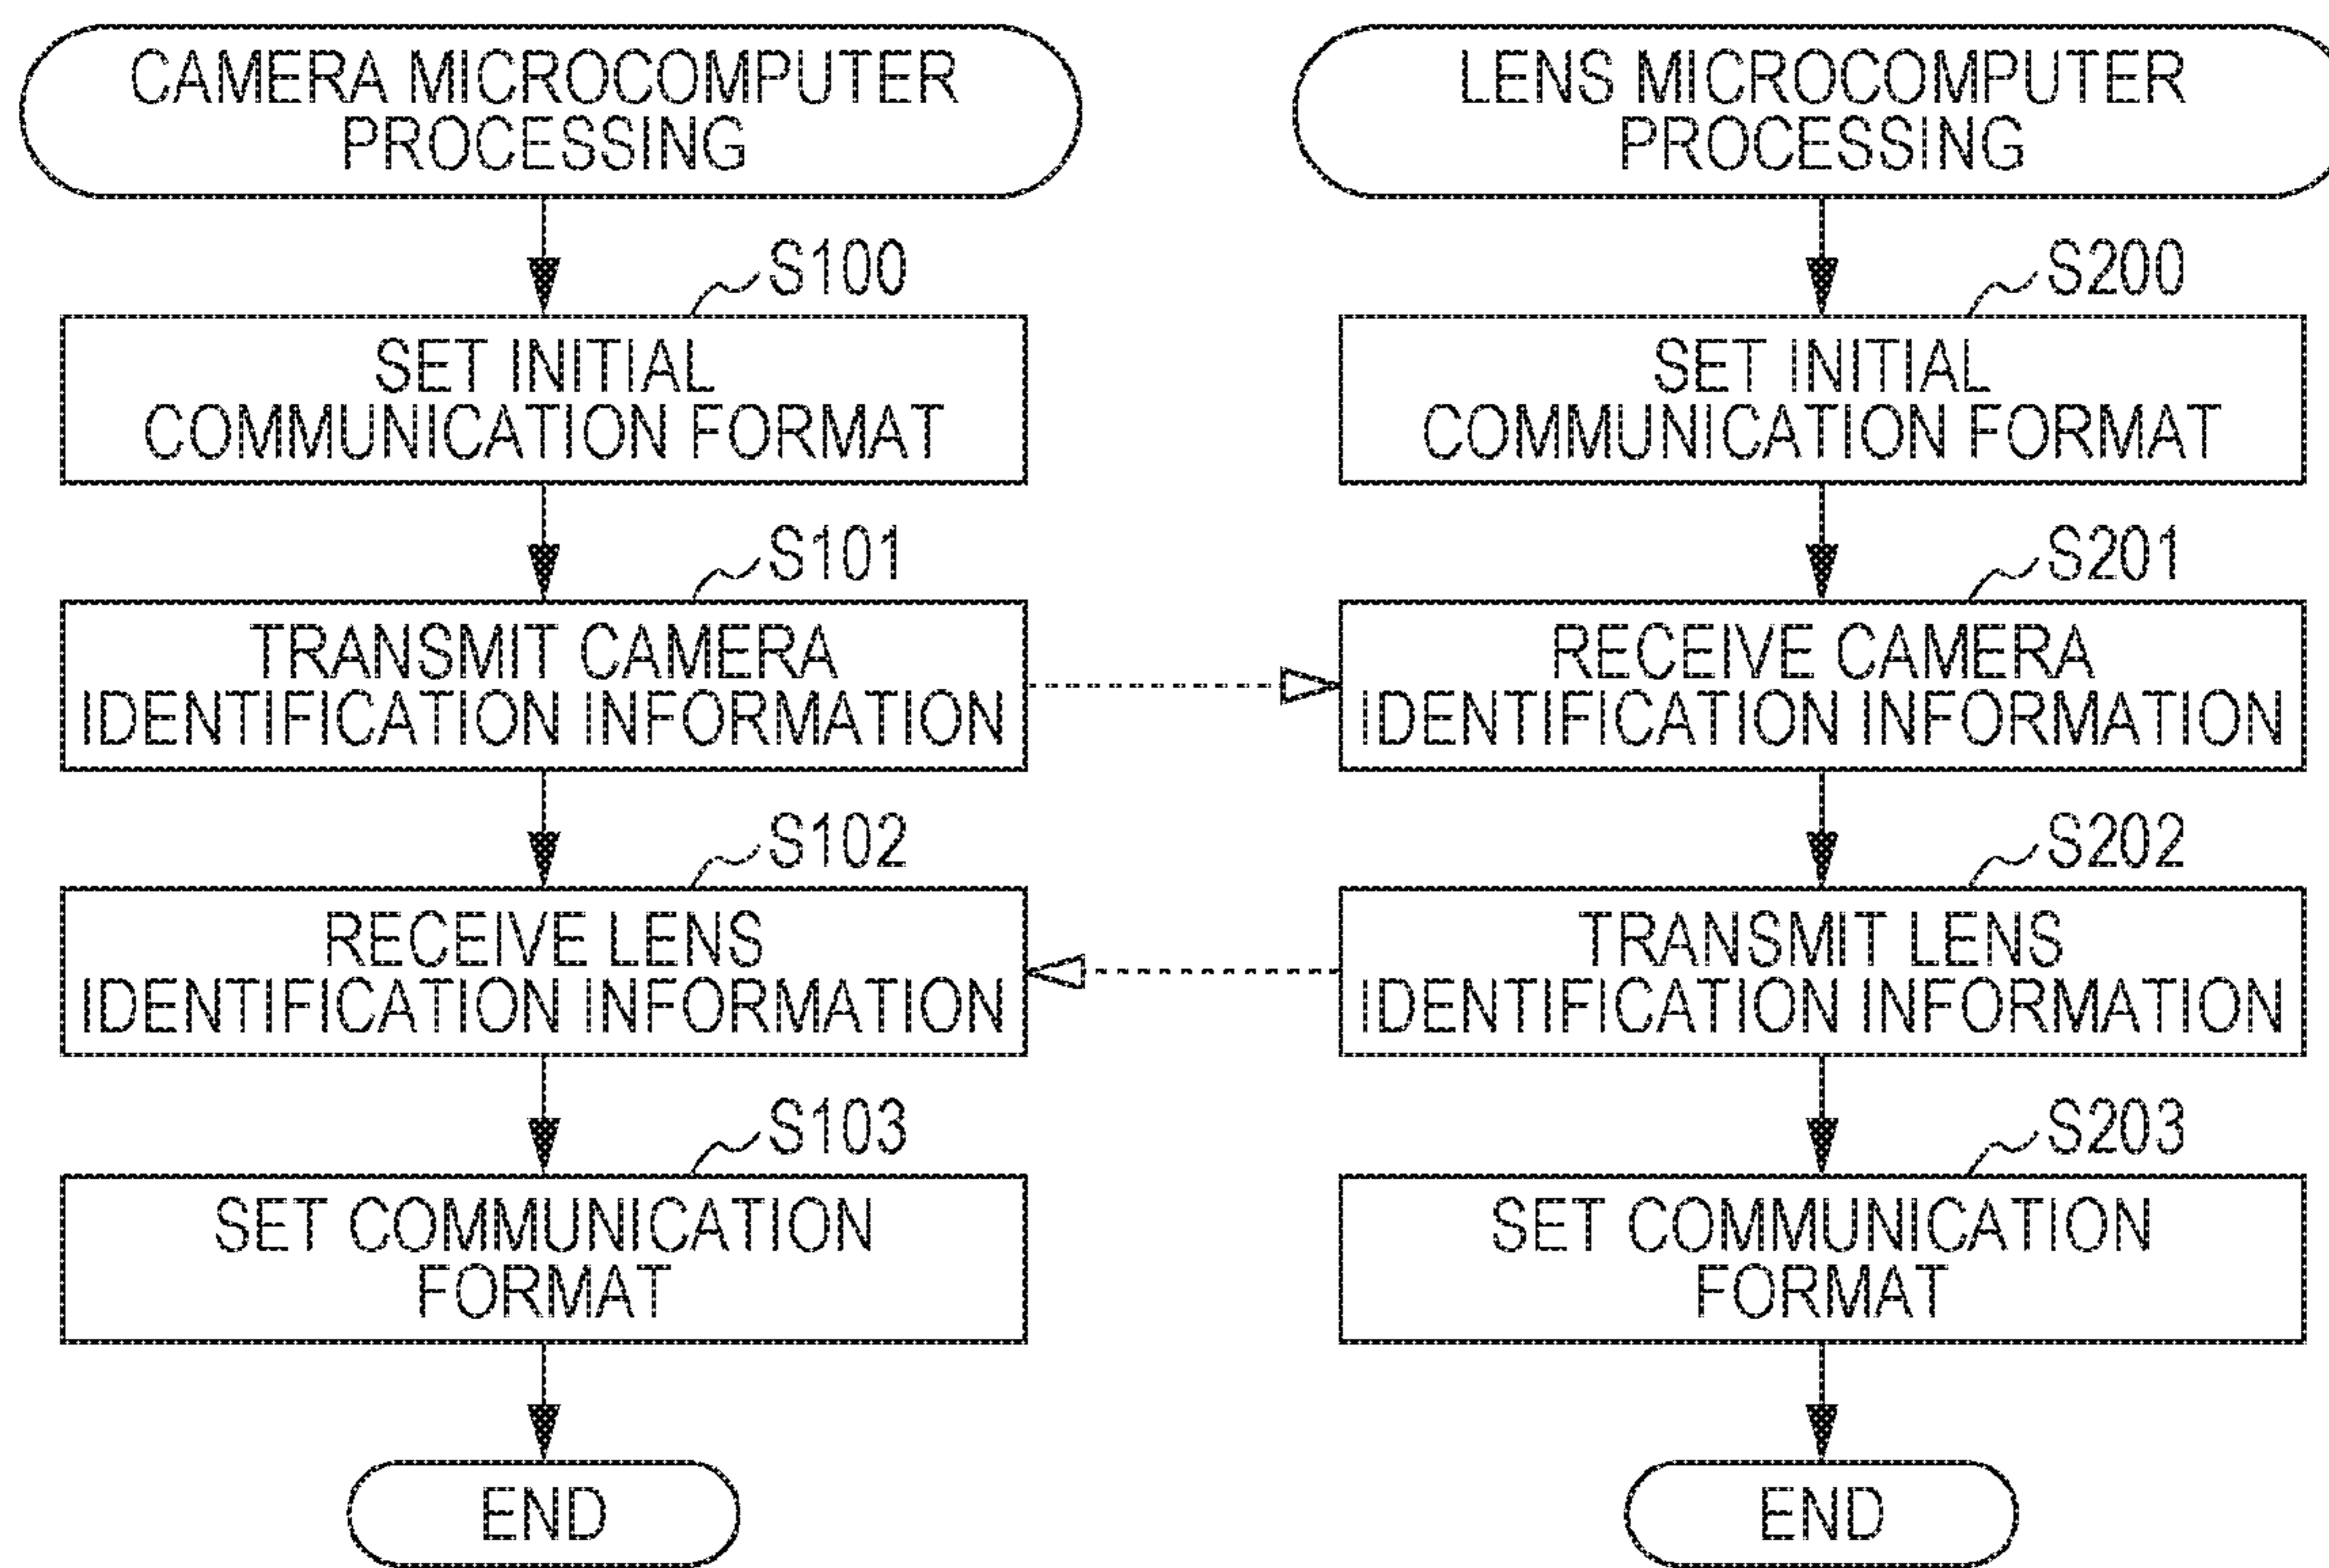 CAMERA MICROCOMPUTER
PROCESSING
S100
SET INITIAL
COMMUNICATION FORMAT
S101
TRANSMIT CAMERA
IDENTIFICATION INFORMATION
S102
RECEIVE LENS
IDENTIFICATION INFORMATION
S103
SET COMMUNICATION
FORMAT
END
LENS MICROCOMPUTER
PROCESSING
S200
SET INITIAL
COMMUNICATION FORMAT
S201
RECEIVE CAMERA
IDENTIFICATION INFORMATION
S202
TRANSMIT LENS
IDENTIFICATION INFORMATION
S203
SET COMMUNICATION
FORMAT
END